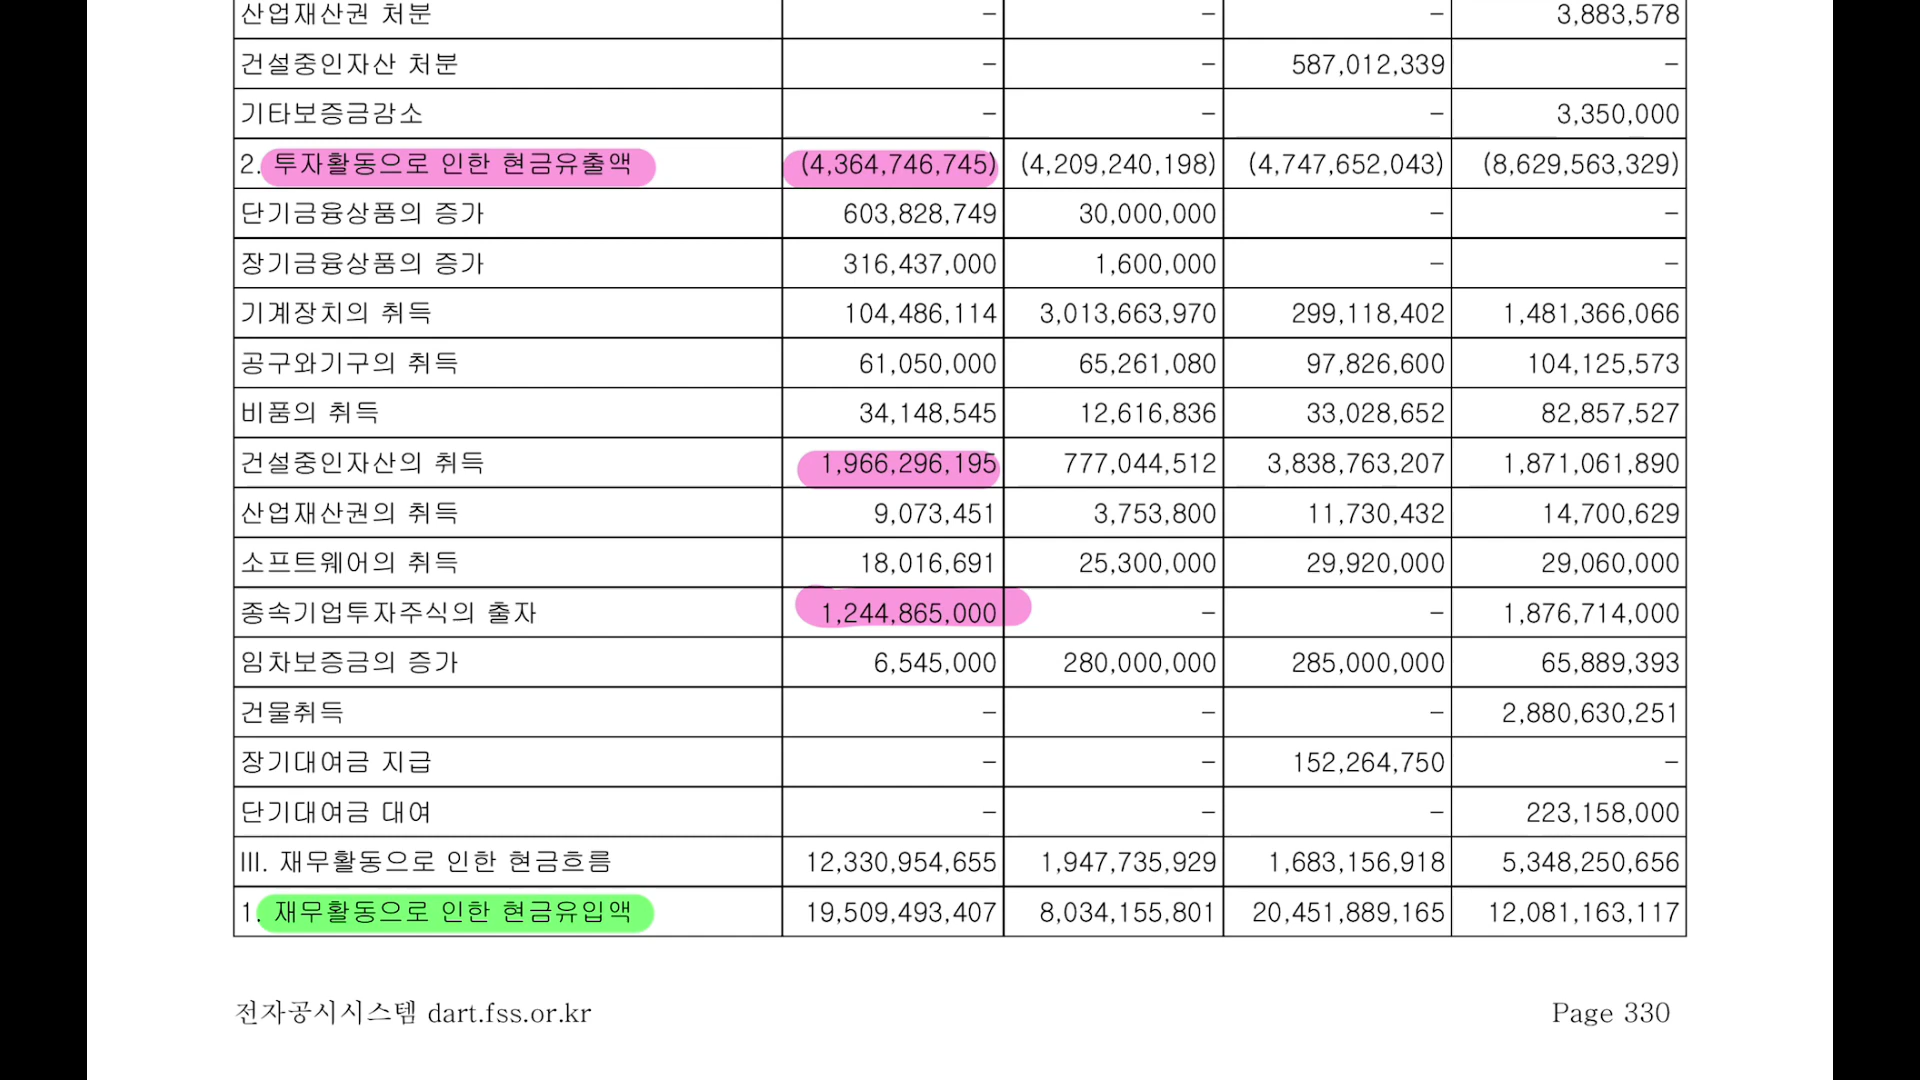 산업재산권 처분 – – – 3,883,578
건설중인자산 처분 – – 587,012,339 –
기타보증금감소 – – – 3,350,000
2. 투자활동으로 인한 현금유출액 (4,364,746,745) (4,209,240,198) (4,747,652,043) (8,629,563,329)
단기금융상품의 증가 603,828,749 30,000,000 – –
장기금융상품의 증가 316,437,000 1,600,000 – –
기계장치의 취득 104,486,114 3,013,663,970 299,118,402 1,481,366,066
공구와기구의 취득 61,050,000 65,261,080 97,826,600 104,125,573
비품의 취득 34,148,545 12,616,836 33,028,652 82,857,527
건설중인자산의 취득 1,966,296,195 777,044,512 3,838,763,207 1,871,061,890
산업재산권의 취득 9,073,451 3,753,800 11,730,432 14,700,629
소프트웨어의 취득 18,016,691 25,300,000 29,920,000 29,060,000
종속기업투자주식의 출자 1,244,865,000 – – 1,876,714,000
임차보증금의 증가 6,545,000 280,000,000 285,000,000 65,889,393
건물취득 – – – 2,880,630,251
장기대여금 지급 – – 152,264,750 –
단기대여금 대여 – – – 223,158,000
III. 재무활동으로 인한 현금흐름 12,330,954,655 1,947,735,929 1,683,156,918 5,348,250,656
1. 재무활동으로 인한 현금유입액 19,509,493,407 8,034,155,801 20,451,889,165 12,081,163,117
전자공시시스템 dart.fss.or.kr Page 330